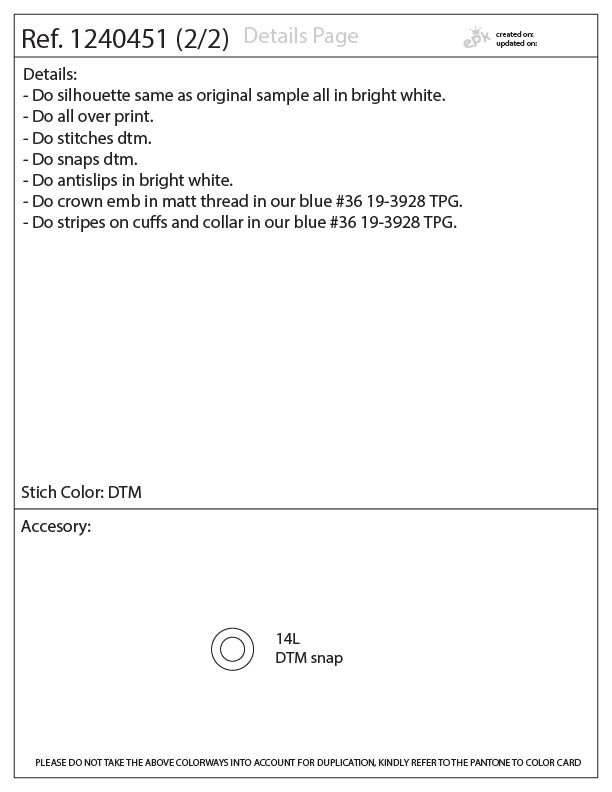 Ref. 1240451 (2/2) Details Page
epk
created on:
updated on:
Details:
- Do silhouette same as original sample all in bright white.
- Do all over print.
- Do stitches dtm.
- Do snaps dtm.
- Do antislips in bright white.
- Do crown emb in matt thread in our blue #36 19-3928 TPG.
- Do stripes on cuffs and collar in our blue #36 19-3928 TPG.
Stich Color: DTM
Accesory:
14L
DTM snap
PLEASE DO NOT TAKE THE ABOVE COLORWAYS INTO ACCOUNT FOR DUPLICATION, KINDLY REFER TO THE PANTONE TO COLOR CARD